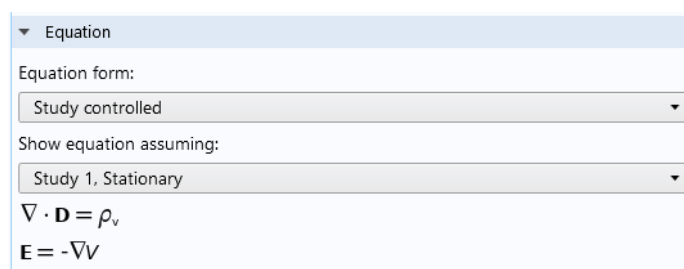 Equation
Equation form:
Study controlled
Show equation assuming:
Study 1, Stationary
∇ · D = ρᵥ
E = -∇V